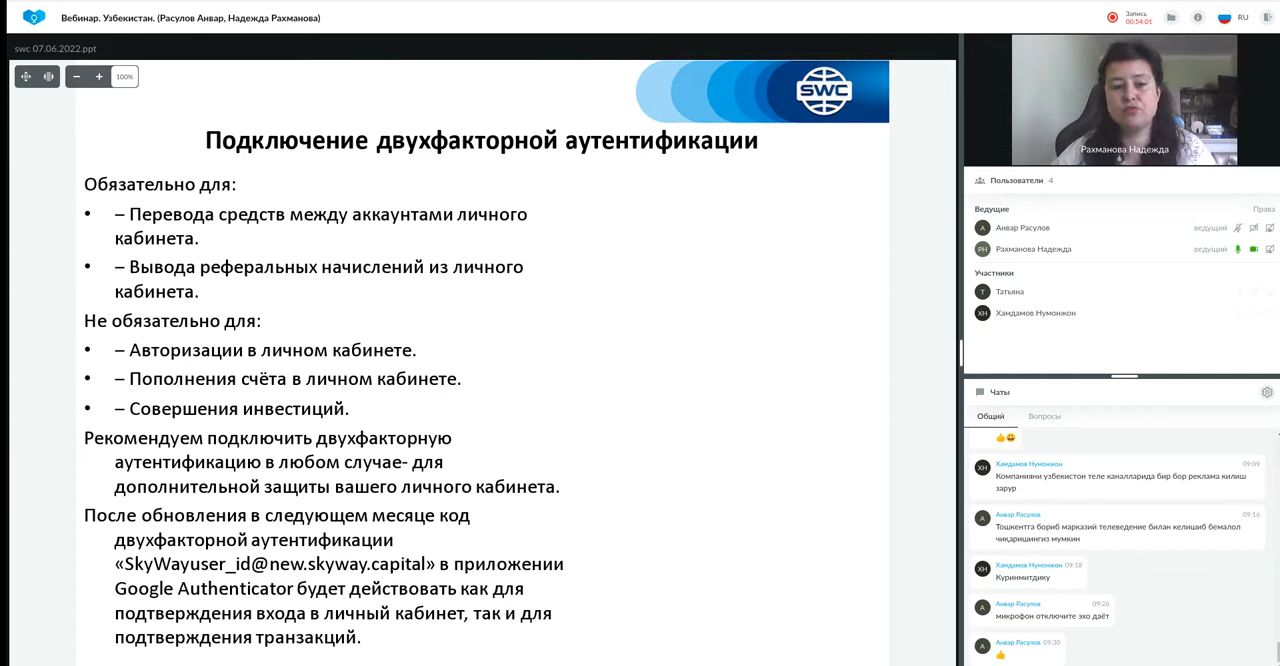 Вебинар. Узбекистан. (Расулов Анвар, Надежда Рахманова)
Запись
00:54:01
RU
swc 07.06.2022.ppt
100%
SWC
Подключение двухфакторной аутентификации
Обязательно для:
• – Перевода средств между аккаунтами личного
кабинета.
• – Вывода реферальных начислений из личного
кабинета.
Не обязательно для:
• – Авторизации в личном кабинете.
• – Пополнения счёта в личном кабинете.
• – Совершения инвестиций.
Рекомендуем подключить двухфакторную
аутентификацию в любом случае- для
дополнительной защиты вашего личного кабинета.
После обновления в следующем месяце код
двухфакторной аутентификации
«SkyWayuser_id@new.skyway.capital» в приложении
Google Authenticator будет действовать как для
подтверждения входа в личный кабинет, так и для
подтверждения транзакций.
Рахманова Надежда
Пользователи 4
Ведущие Права
А Анвар Расулов ведущий
РН Рахманова Надежда ведущий
Участники
Т Татьяна
ХН Хамдамов Нумонжон
Чаты
Общий Вопросы
👍😃
ХН Хамдамов Нумонжон 09:09
Компанияни узбекистон теле каналларида бир бор реклама килиш
зарур
А Анвар Расулов 09:16
Тошкентга бориб марказий телеведение билан келишиб бемалол
чиқаришингиз мумкин
ХН Хамдамов Нумонжон 09:18
Куринмитдику
А Анвар Расулов 09:26
микрофон отключите эхо даёт
А Анвар Расулов 09:30
👍